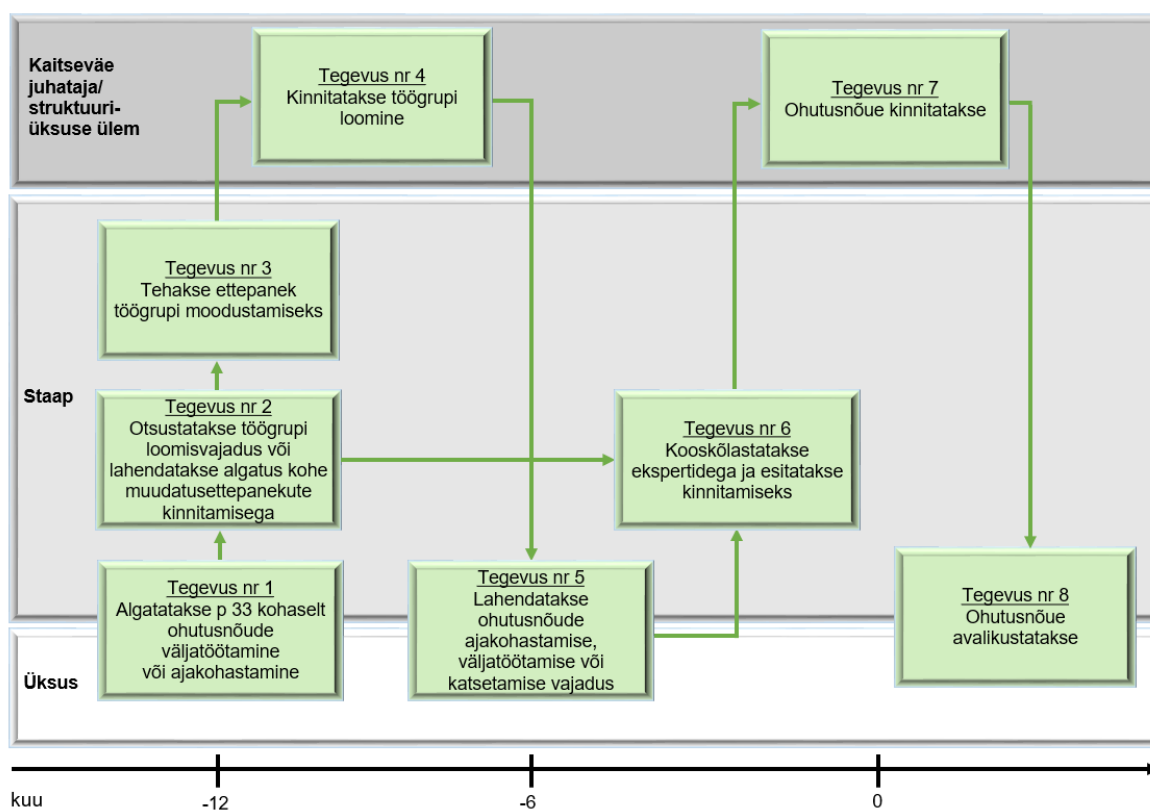 Kaitseväe
juhataja/
struktuuri-
üksuse ülem
Tegevus nr 4
Kinnitatakse töögrupi
loomine
Tegevus nr 7
Ohutusnõue kinnitatakse
Staap
Tegevus nr 3
Tehakse ettepanek
töögrupi moodustamiseks
Tegevus nr 2
Otsustatakse töögrupi
loomisvajadus või
lahendatakse algatus kohe
muudatusettepanekute
kinnitamisega
Tegevus nr 6
Kooskõlastatakse
ekspertidega ja esitatakse
kinnitamiseks
Üksus
Tegevus nr 1
Algatatakse p 33 kohaselt
ohutusnõude
väljatöötamine
või ajakohastamine
Tegevus nr 5
Lahendatakse
ohutusnõude
ajakohastamise,
väljatöötamise või
katsetamise vajadus
Tegevus nr 8
Ohutusnõue
avalikustatakse
kuu
-12
-6
0